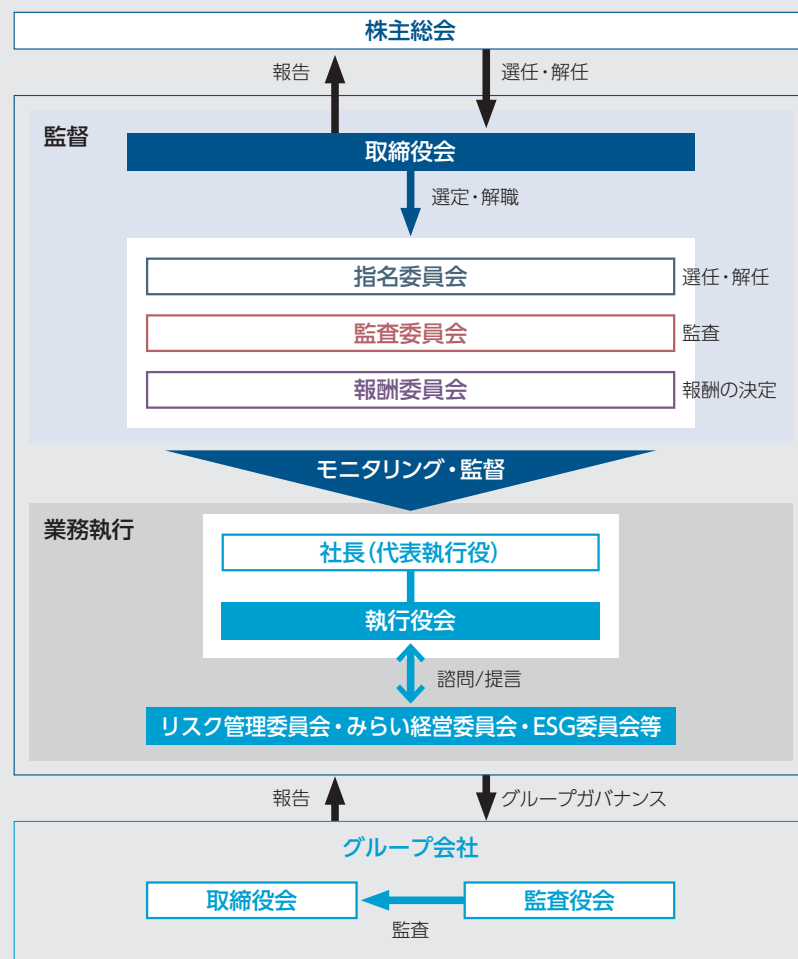 株主総会
報告
選任・解任
監督
取締役会
選定・解職
指名委員会
選任・解任
監査委員会
監査
報酬委員会
報酬の決定
モニタリング・監督
業務執行
社長(代表執行役)
執行役会
諮問/提言
リスク管理委員会・みらい経営委員会・ESG委員会等
報告
グループガバナンス
グループ会社
取締役会
監査役会
監査